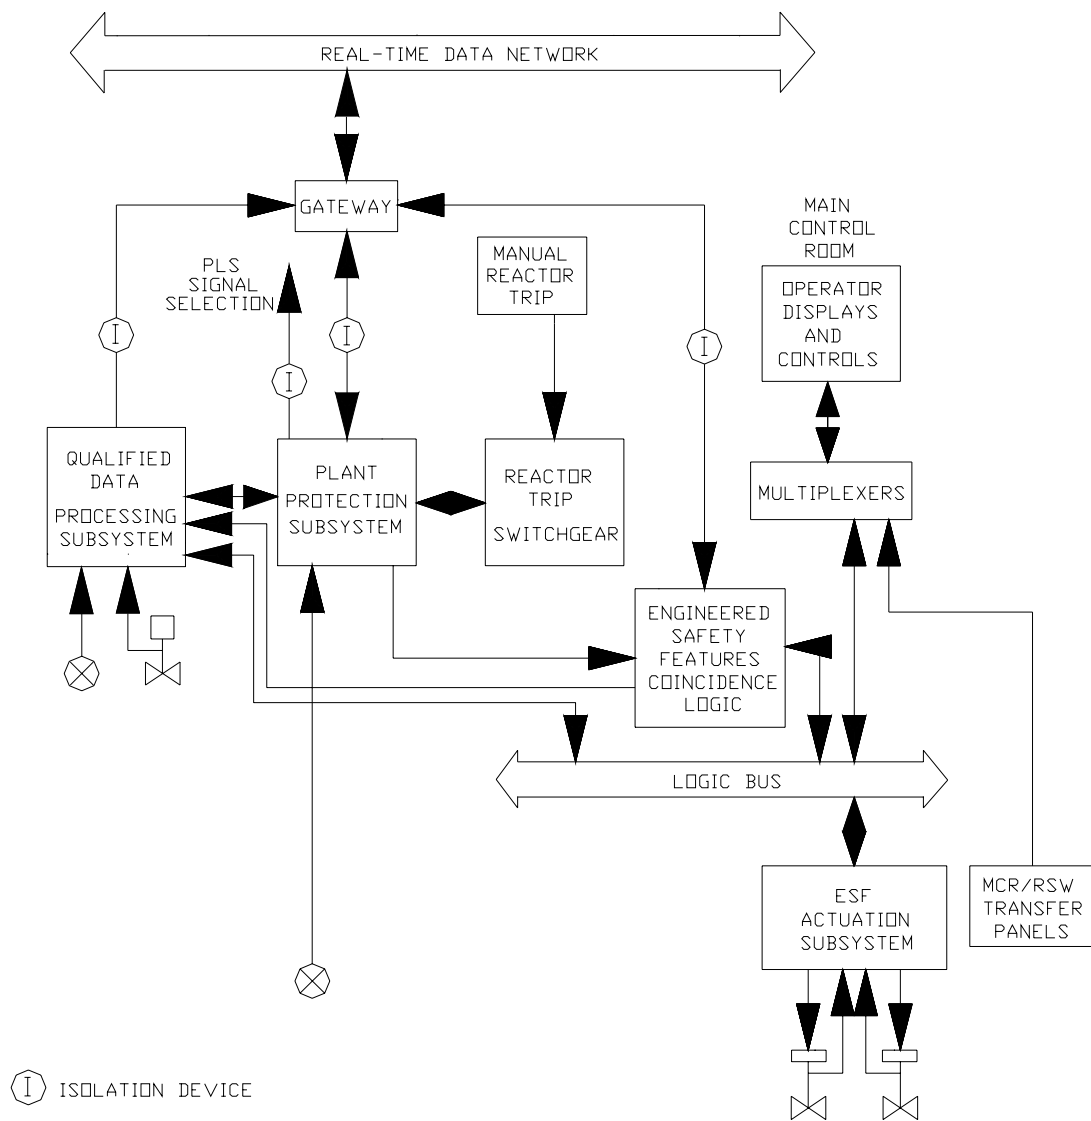 REAL-TIME DATA NETWORK
GATEWAY
MAIN
CONTROL
ROOM
PLS
SIGNAL
SELECTION
MANUAL
REACTOR
TRIP
OPERATOR
DISPLAYS
AND
CONTROLS
I
I
I
I
QUALIFIED
DATA
PROCESSING
SUBSYSTEM
PLANT
PROTECTION
SUBSYSTEM
REACTOR
TRIP
SWITCHGEAR
MULTIPLEXERS
ENGINEERED
SAFETY
FEATURES
COINCIDENCE
LOGIC
LOGIC BUS
ESF
ACTUATION
SUBSYSTEM
MCR/RSW
TRANSFER
PANELS
I ISOLATION DEVICE